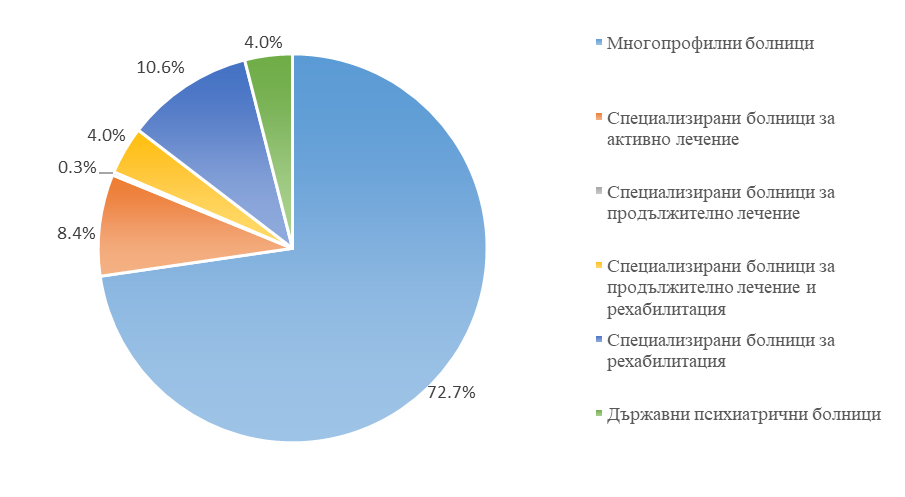 4.0%
10.6%
4.0%
0.3%
8.4%
72.7%
Многопрофилни болници
Специализирани болници за
активно лечение
Специализирани болници за
продължително лечение
Специализирани болници за
продължително лечение и
рехабилитация
Специализирани болници за
рехабилитация
Държавни психиатрични болници